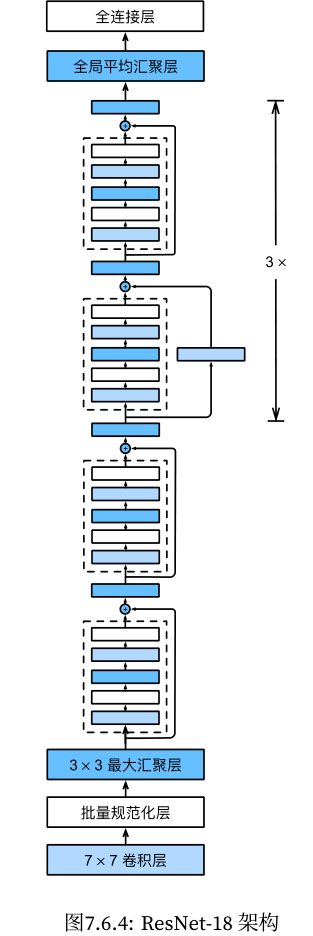 全连接层
全局平均汇聚层
3 ×
3 × 3 最大汇聚层
批量规范化层
7 × 7 卷积层
图7.6.4: ResNet-18 架构